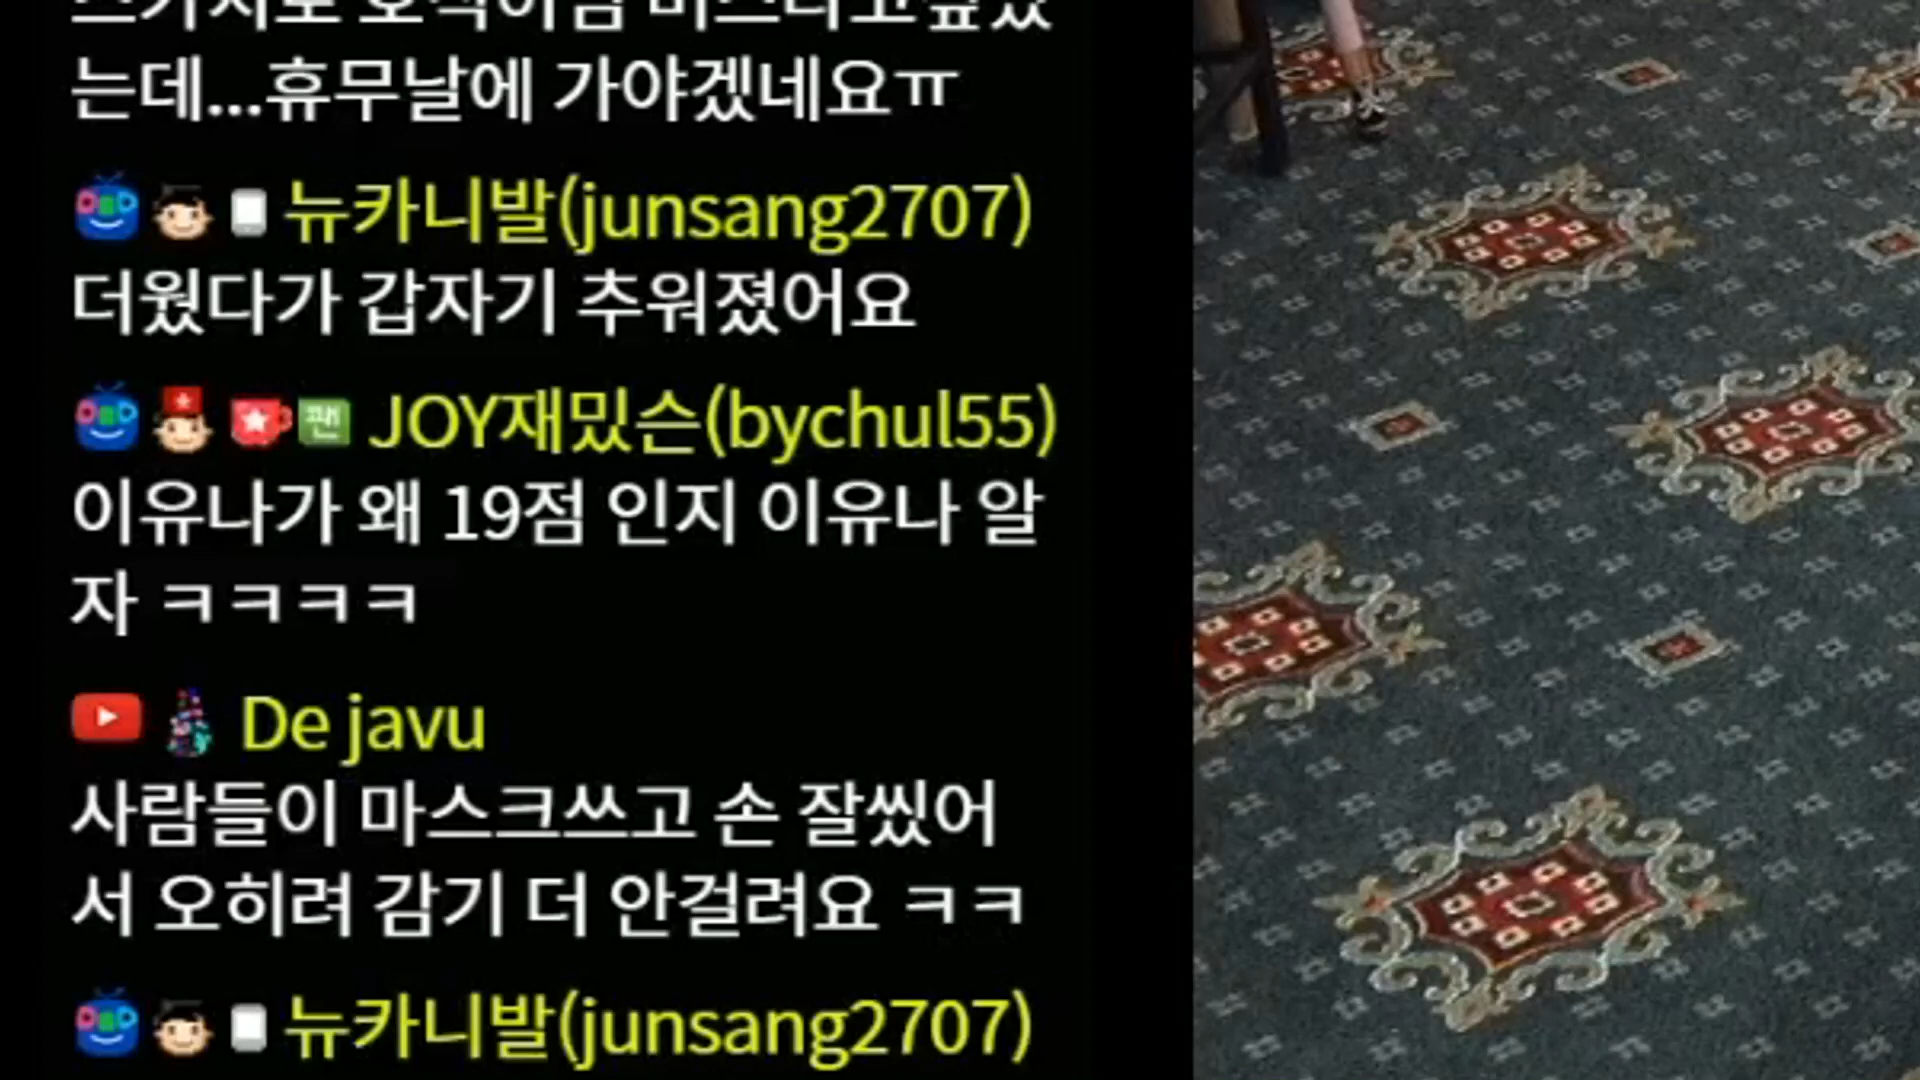 는데...휴무날에 가야겠네요ㅠ
뉴카니발(junsang2707)
더웠다가 갑자기 추워졌어요
팬 JOY재밌슨(bychul55)
이유나가 왜 19점 인지 이유나 알
자 ㅋㅋㅋㅋ
De javu
사람들이 마스크쓰고 손 잘씼어
서 오히려 감기 더 안걸려요 ㅋㅋ
뉴카니발(junsang2707)